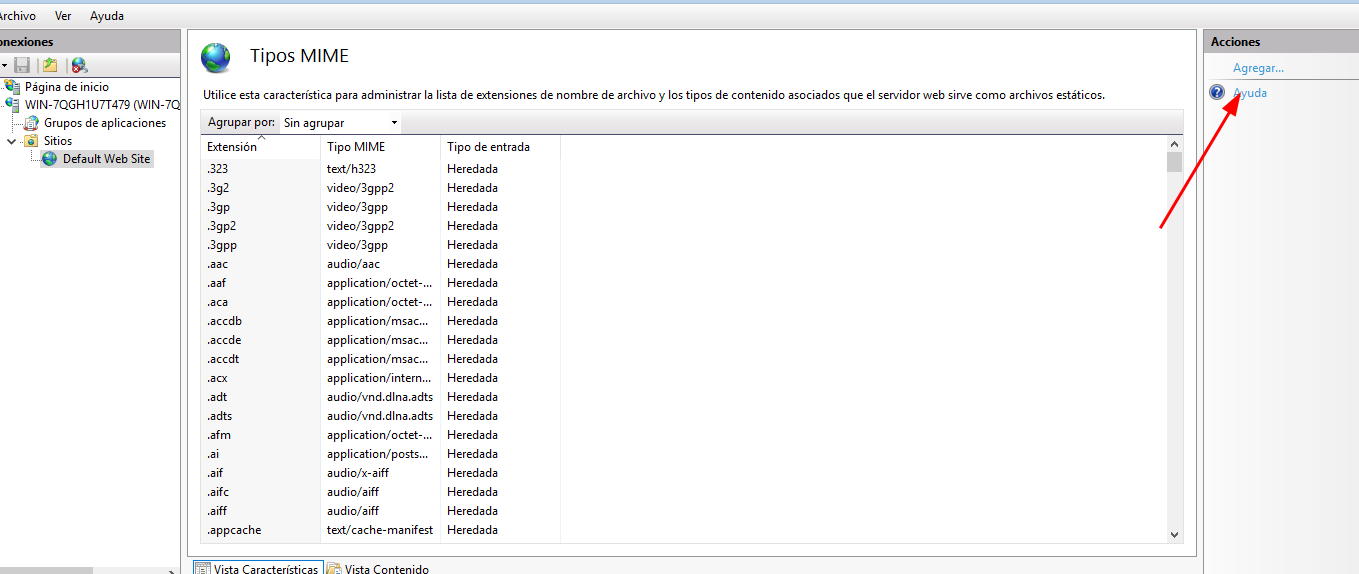 Archivo Ver Ayuda
onexiones
Página de inicio
WIN-7QGH1U7T479 (WIN-7Q
Grupos de aplicaciones
Sitios
Default Web Site
Tipos MIME
Utilice esta característica para administrar la lista de extensiones de nombre de archivo y los tipos de contenido asociados que el servidor web sirve como archivos estáticos.
Agrupar por: Sin agrupar
Extensión Tipo MIME Tipo de entrada
.323 text/h323 Heredada
.3g2 video/3gpp2 Heredada
.3gp video/3gpp Heredada
.3gp2 video/3gpp2 Heredada
.3gpp video/3gpp Heredada
.aac audio/aac Heredada
.aaf application/octet-... Heredada
.aca application/octet-... Heredada
.accdb application/msac... Heredada
.accde application/msac... Heredada
.accdt application/msac... Heredada
.acx application/intern... Heredada
.adt audio/vnd.dlna.adts Heredada
.adts audio/vnd.dlna.adts Heredada
.afm application/octet-... Heredada
.ai application/posts... Heredada
.aif audio/x-aiff Heredada
.aifc audio/aiff Heredada
.aiff audio/aiff Heredada
.appcache text/cache-manifest Heredada
Vista Características Vista Contenido
Acciones
Agregar...
Ayuda